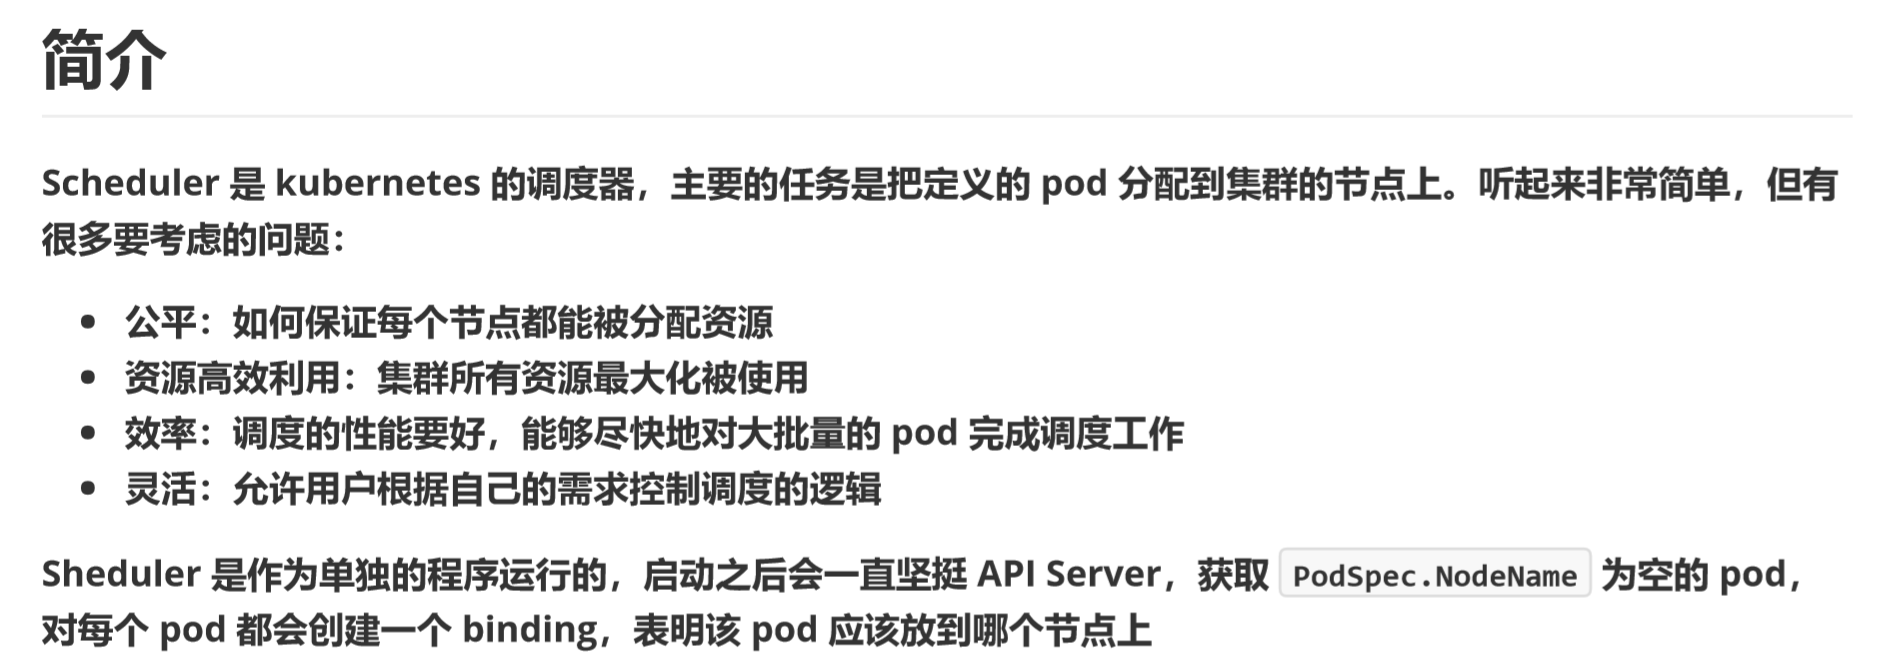 简介
Scheduler 是 kubernetes 的调度器，主要的任务是把定义的 pod 分配到集群的节点上。听起来非常简单，但有
很多要考虑的问题：
• 公平：如何保证每个节点都能被分配资源
• 资源高效利用：集群所有资源最大化被使用
• 效率：调度的性能要好，能够尽快地对大批量的 pod 完成调度工作
• 灵活：允许用户根据自己的需求控制调度的逻辑
Sheduler 是作为单独的程序运行的，启动之后会一直坚挺 API Server，获取 PodSpec.NodeName 为空的 pod，
对每个 pod 都会创建一个 binding，表明该 pod 应该放到哪个节点上